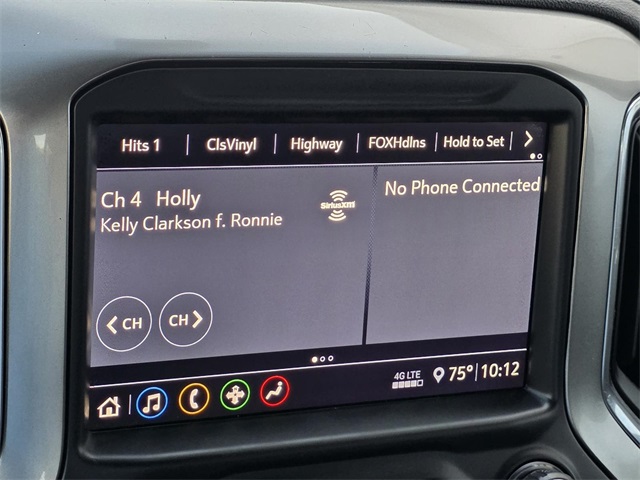 Hits 1 | ClsVinyl | Highway | FOXHdlns | Hold to Set | >
Ch 4 Holly
Kelly Clarkson f. Ronnie
SiriusXM
No Phone Connected
< CH CH >
4G LTE
75° | 10:12